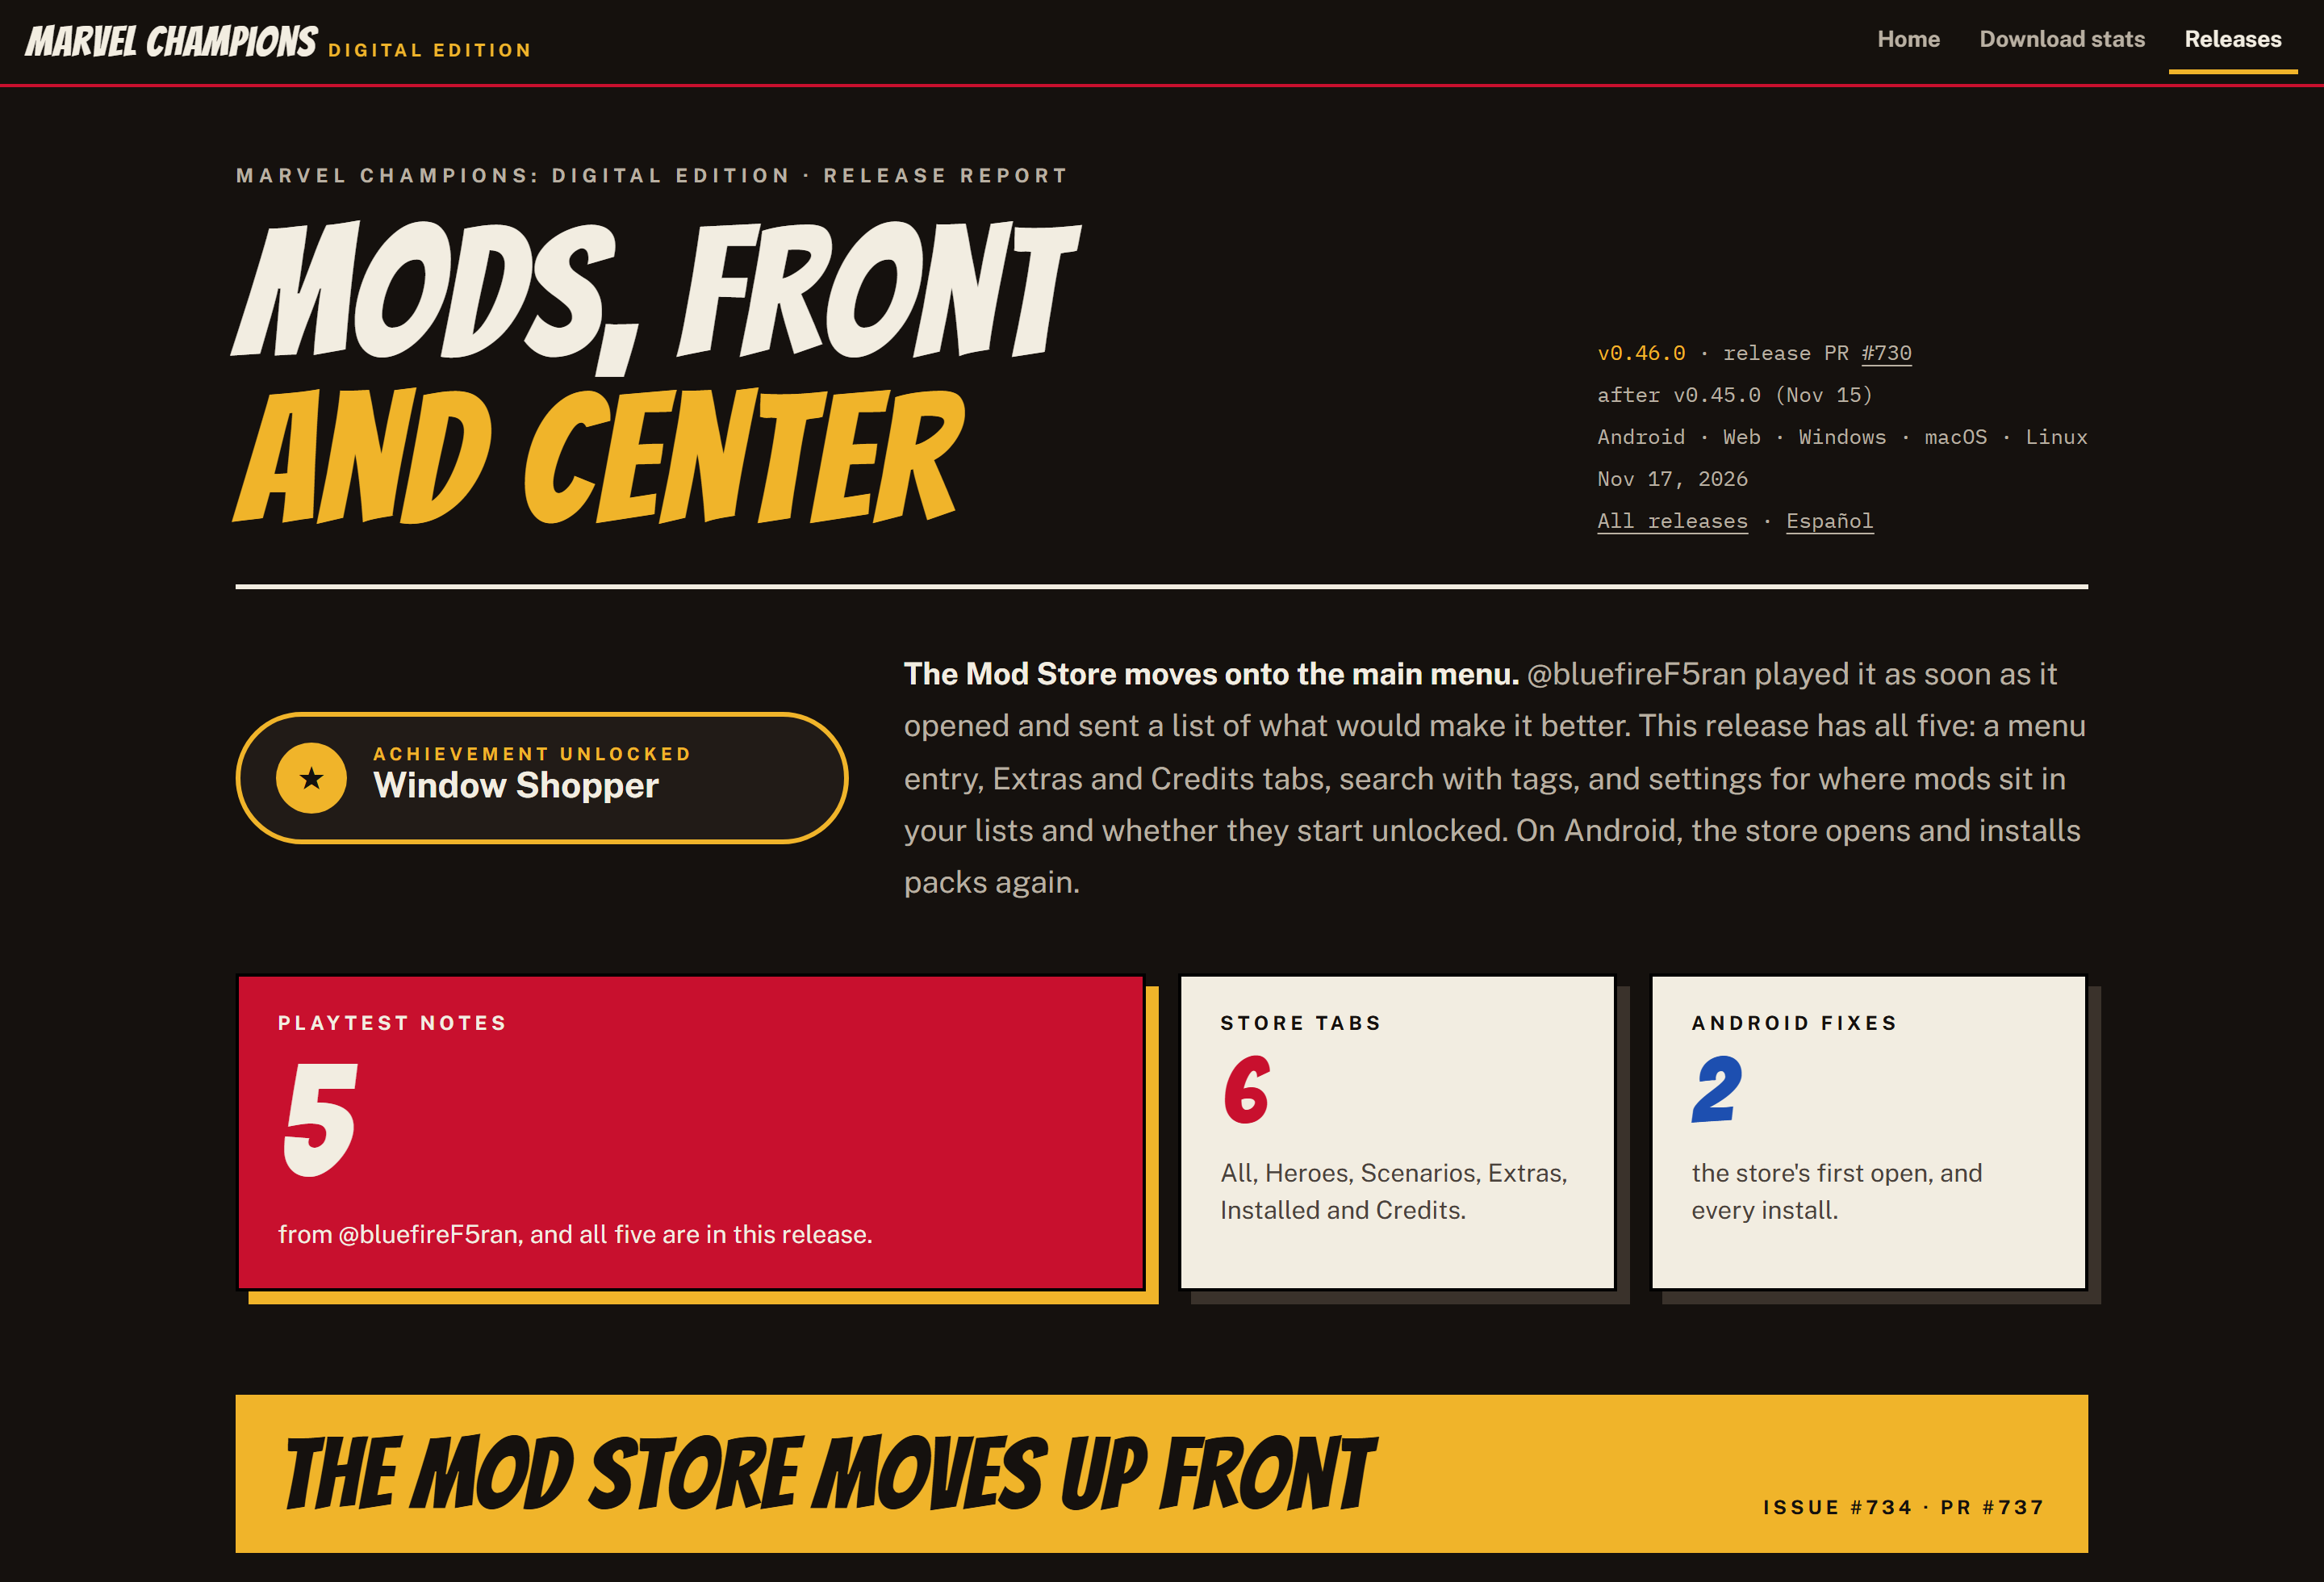 MARVEL CHAMPIONS DIGITAL EDITION
Home Download stats Releases
MARVEL CHAMPIONS: DIGITAL EDITION · RELEASE REPORT
MODS, FRONT
AND CENTER
v0.46.0 · release PR #730
after v0.45.0 (Nov 15)
Android · Web · Windows · macOS · Linux
Nov 17, 2026
All releases · Español
ACHIEVEMENT UNLOCKED
Window Shopper
The Mod Store moves onto the main menu. @bluefireF5ran played it as soon as it
opened and sent a list of what would make it better. This release has all five: a menu
entry, Extras and Credits tabs, search with tags, and settings for where mods sit in
your lists and whether they start unlocked. On Android, the store opens and installs
packs again.
PLAYTEST NOTES
5
from @bluefireF5ran, and all five are in this release.
STORE TABS
6
All, Heroes, Scenarios, Extras,
Installed and Credits.
ANDROID FIXES
2
the store's first open, and
every install.
THE MOD STORE MOVES UP FRONT
ISSUE #734 · PR #737